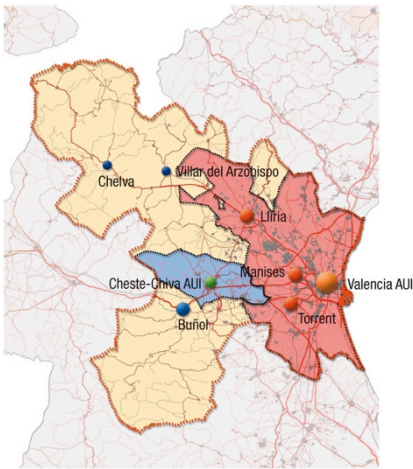 Villar del Arzobispo
Chelva
Llíria
Manises
Cheste-Chiva AUI
Valencia AUI
Torrent
Buñol